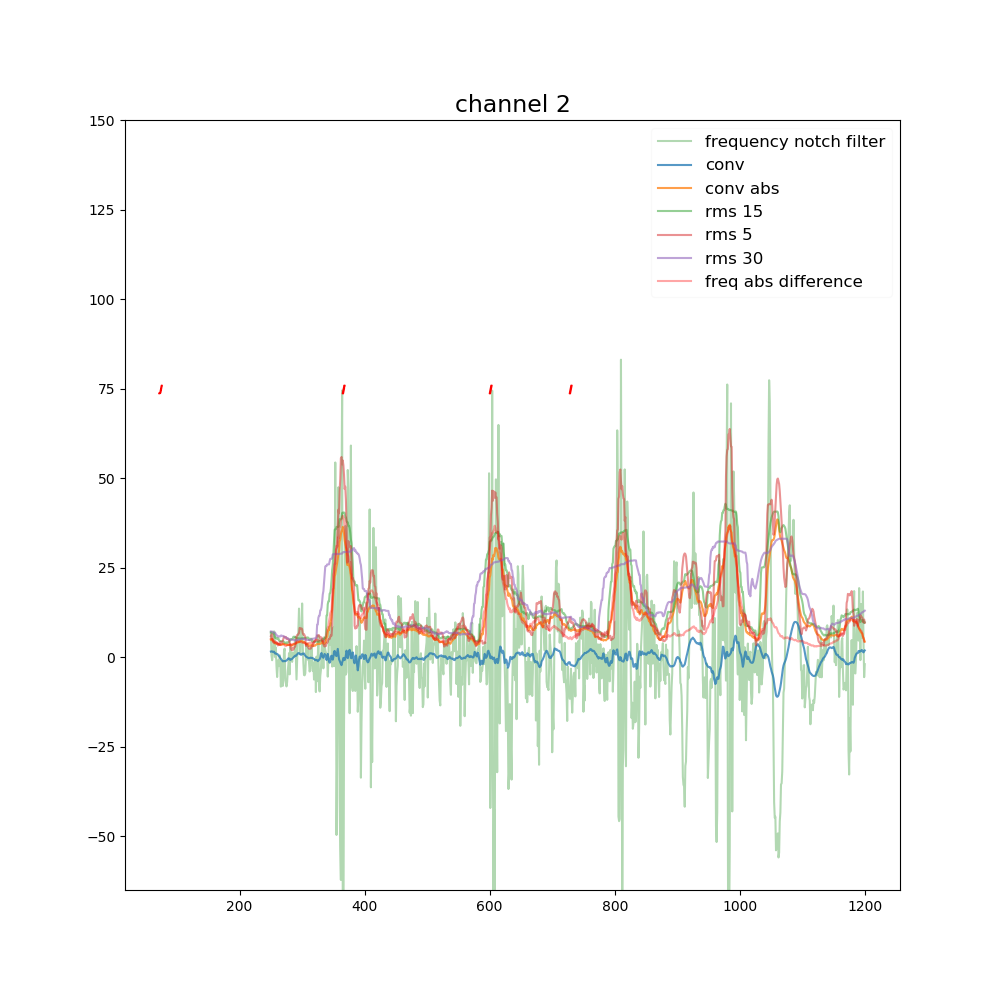 channel 2
150
125
100
75
50
25
0
−25
−50
frequency notch filter
conv
conv abs
rms 15
rms 5
rms 30
freq abs difference
200 400 600 800 1000 1200